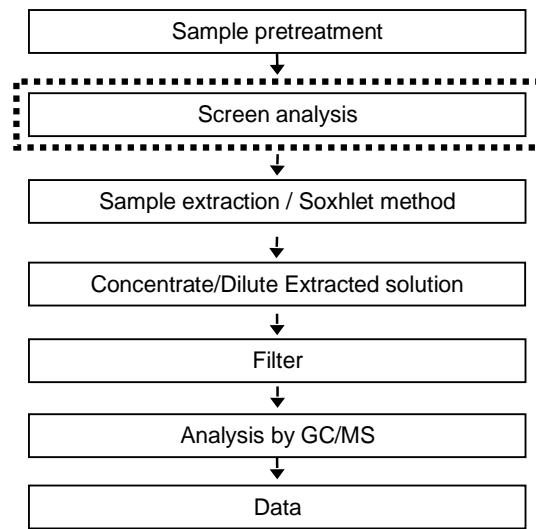 Sample pretreatment
Screen analysis
Sample extraction / Soxhlet method
Concentrate/Dilute Extracted solution
Filter
Analysis by GC/MS
Data